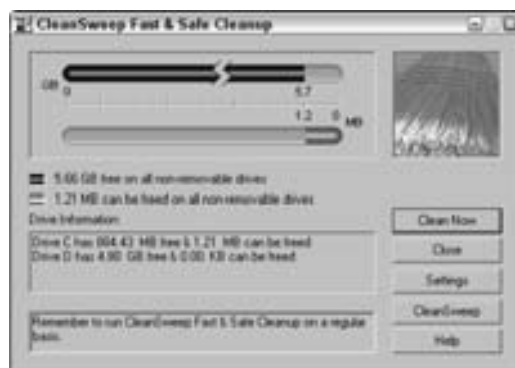 CleanSweep Fast & Safe Cleanup
GB
0
5.7
1.2 0 MB
5.66 GB free on all non-removable drives
1.21 MB can be freed on all non-removable drives
Drive Information:
Drive C has 864.43 MB free & 1.21 MB can be freed
Drive D has 4.80 GB free & 0.00 KB can be freed
Remember to run CleanSweep Fast & Safe Cleanup on a regular
basis.
Clean Now
Close
Settings
CleanSweep
Help